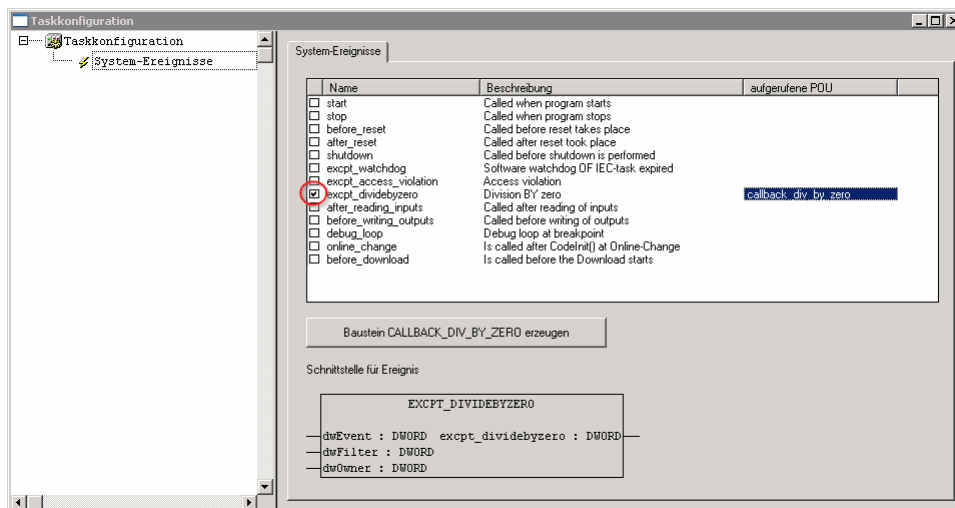 Taskkonfiguration
Taskkonfiguration
System-Ereignisse
System-Ereignisse
Name Beschreibung aufgerufene POU
start Called when program starts
stop Called when program stops
before_reset Called before reset takes place
after_reset Called after reset took place
shutdown Called before shutdown is performed
excpt_watchdog Software watchdog OF IEC-task expired
excpt_access_violation Access violation
excpt_dividebyzero Division BY zero callback_div_by_zero
after_reading_inputs Called after reading of inputs
before_writing_outputs Called before writing of outputs
debug_loop Debug loop at breakpoint
online_change Is called after CodeInit() at Online-Change
before_download Is called before the Download starts
Baustein CALLBACK_DIV_BY_ZERO erzeugen
Schnittstelle für Ereignis
EXCPT_DIVIDEBYZERO
dwEvent : DWORD excpt_dividebyzero : DWORD
dwFilter : DWORD
dwOwner : DWORD